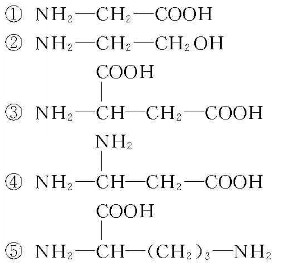 ① NH₂—CH₂—COOH
② NH₂—CH₂—CH₂OH
COOH
③ NH₂—CH—CH₂—COOH
NH₂
④ NH₂—CH—CH₂—COOH
COOH
⑤ NH₂—CH—(CH₂)₃—NH₂